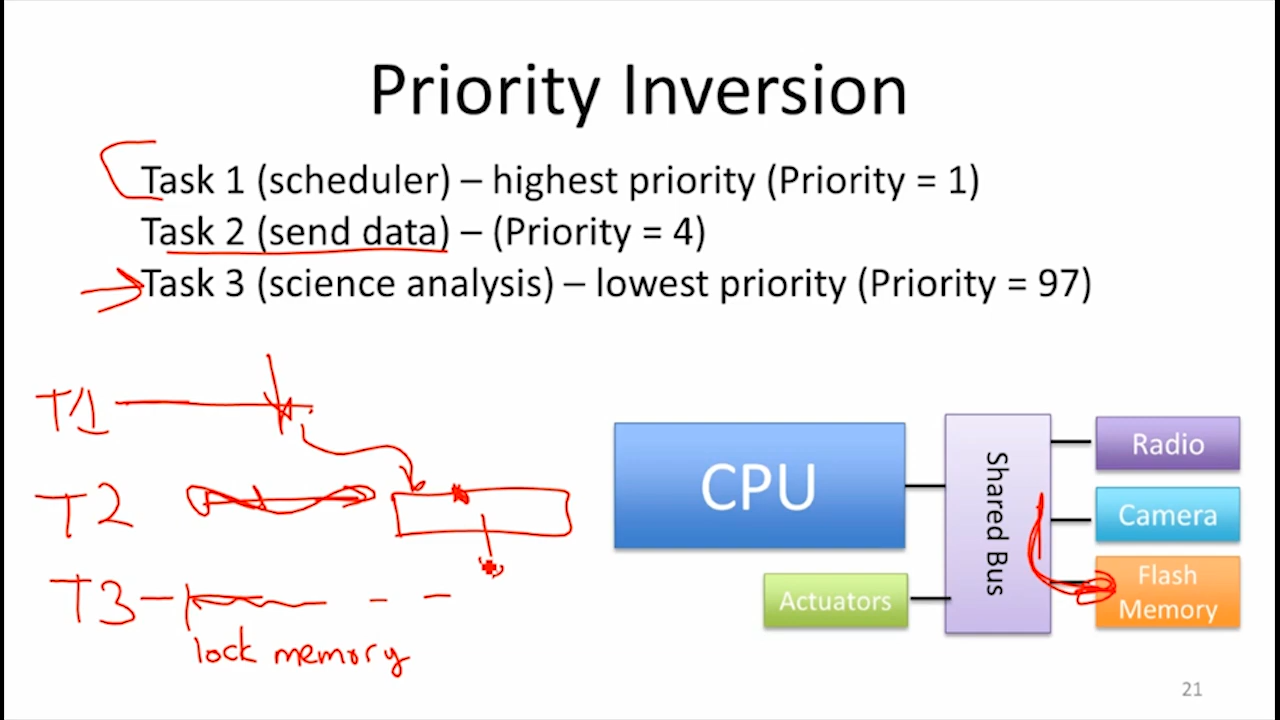 Priority Inversion
Task 1 (scheduler) – highest priority (Priority = 1)
Task 2 (send data) – (Priority = 4)
Task 3 (science analysis) – lowest priority (Priority = 97)
T1
T2
T3
lock memory
CPU
Shared Bus
Radio
Camera
Flash
Memory
Actuators
21